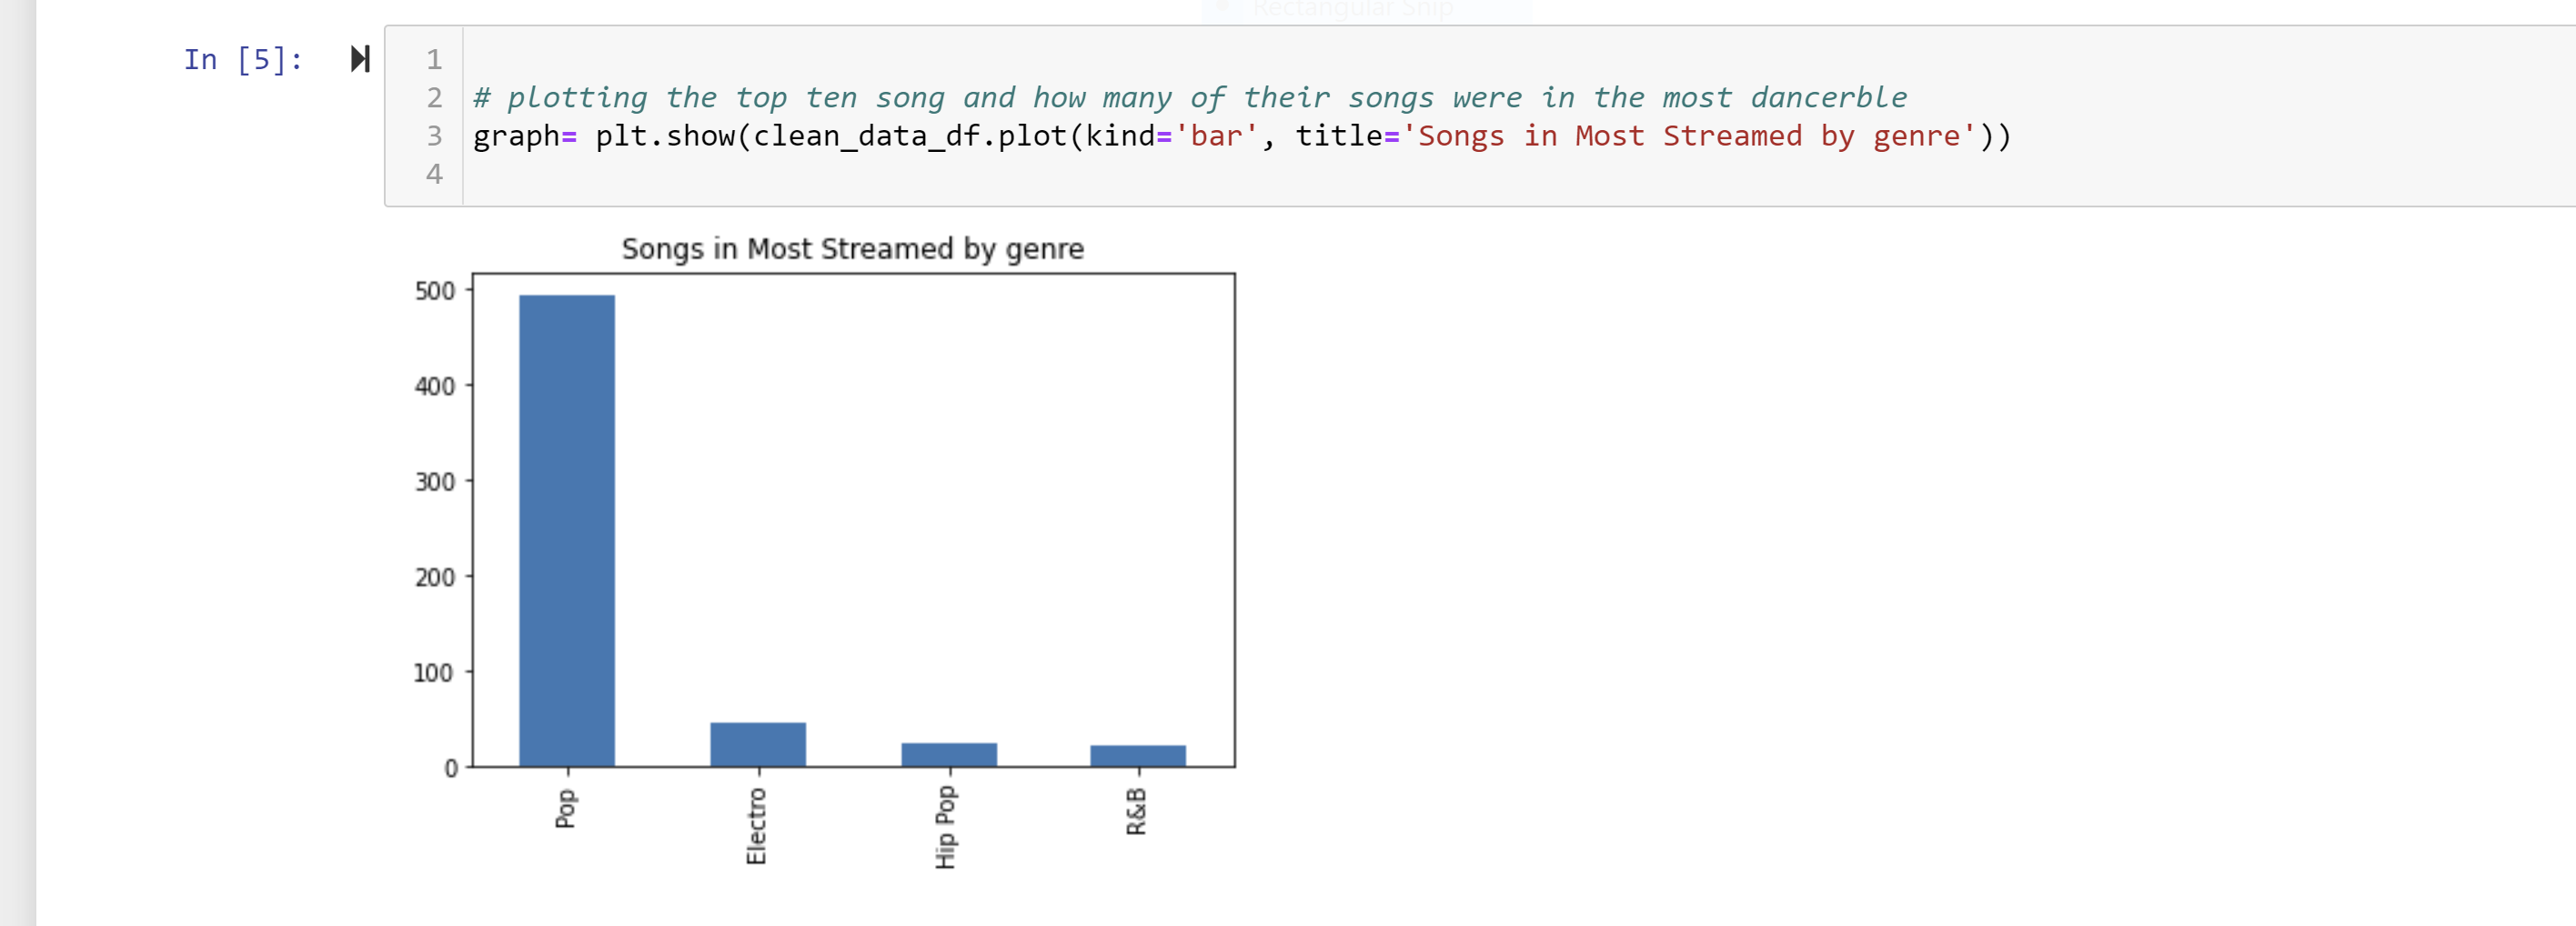 Rectangular Snip
In [5]:
1
2 # plotting the top ten song and how many of their songs were in the most dancerble
3 graph= plt.show(clean_data_df.plot(kind='bar', title='Songs in Most Streamed by genre'))
4
Songs in Most Streamed by genre
500
400
300
200
100
0
Pop Electro Hip Pop R&B